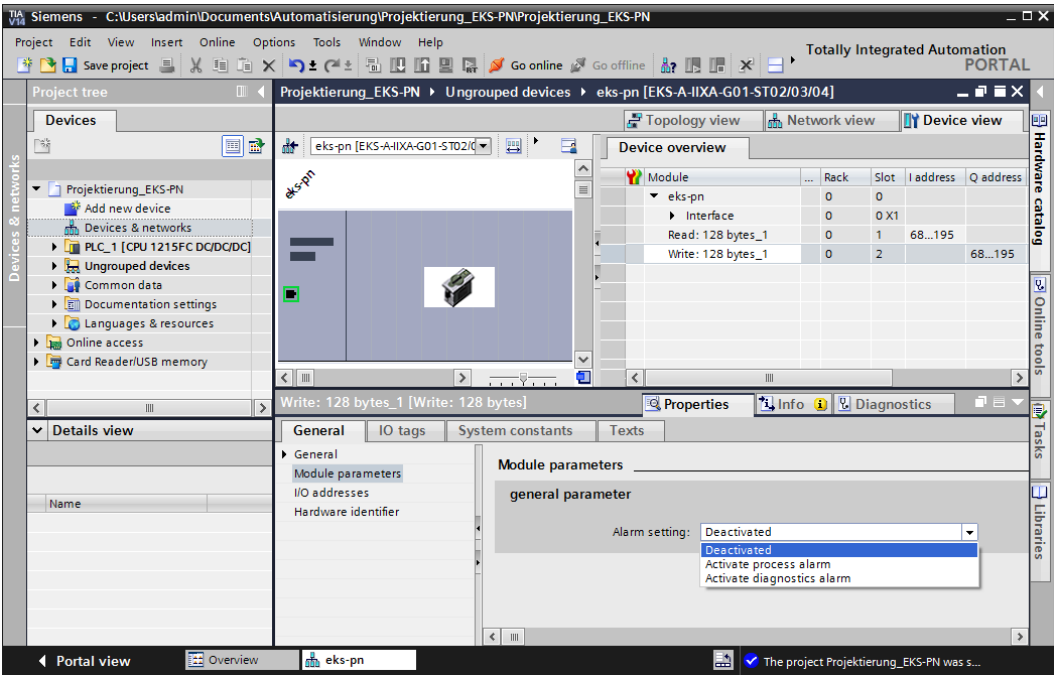 TIA V14 Siemens - C:\Users\admin\Documents\Automatisierung\Projektierung_EKS-PN\Projektierung_EKS-PN
Project Edit View Insert Online Options Tools Window Help
Totally Integrated Automation
PORTAL
Save project Go online Go offline
Project tree
Devices
Devices & networks
Projektierung_EKS-PN
Add new device
Devices & networks
PLC_1 [CPU 1215FC DC/DC/DC]
Ungrouped devices
Common data
Documentation settings
Languages & resources
Online access
Card Reader/USB memory
Details view
Name
Projektierung_EKS-PN Ungrouped devices eks-pn [EKS-A-IIXA-G01-ST02/03/04]
Topology view Network view Device view
eks-pn [EKS-A-IIXA-G01-ST02/0
eks-pn
Device overview
Module ... Rack Slot I address Q address
eks-pn 0 0
Interface 0 0 X1
Read: 128 bytes_1 0 1 68...195
Write: 128 bytes_1 0 2 68...195
Write: 128 bytes_1 [Write: 128 bytes]
Properties Info Diagnostics
General IO tags System constants Texts
General
Module parameters
I/O addresses
Hardware identifier
Module parameters
general parameter
Alarm setting: Deactivated
Deactivated
Activate process alarm
Activate diagnostics alarm
Hardware catalog
Online tools
Tasks
Libraries
Portal view Overview eks-pn
The project Projektierung_EKS-PN was s...